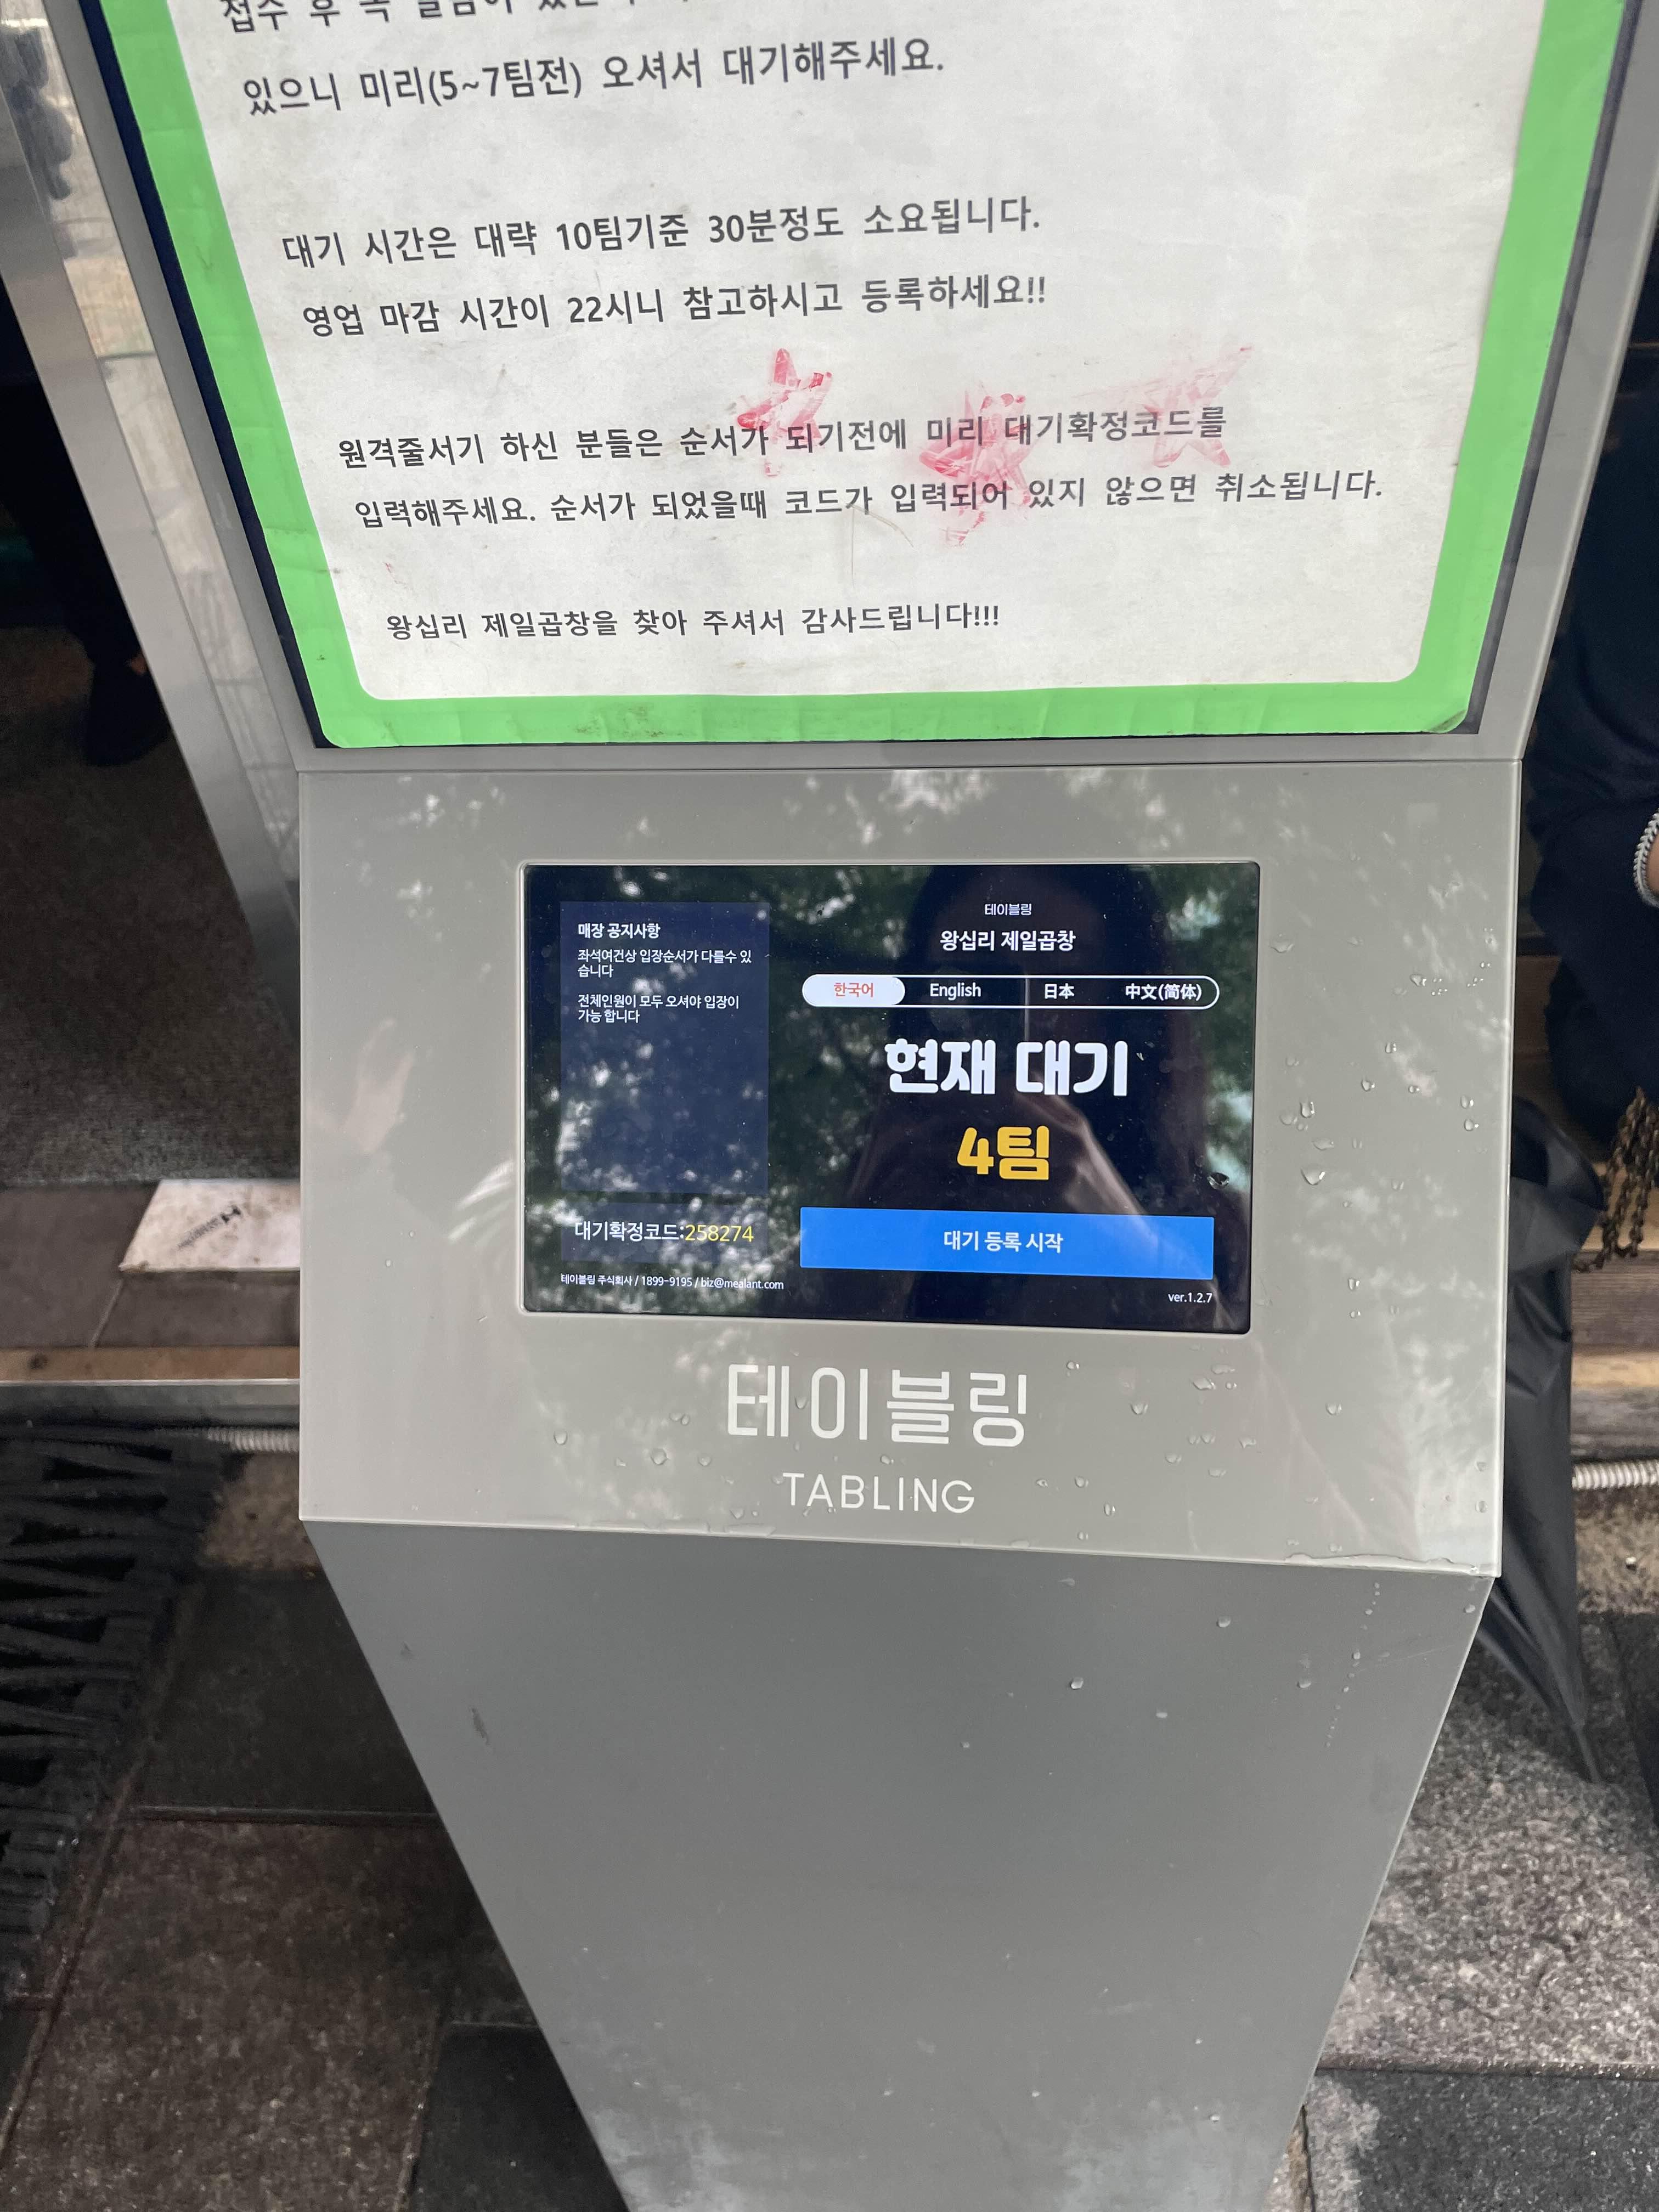 접수 후
있으니 미리(5~7팀전) 오셔서 대기해주세요.
대기 시간은 대략 10팀기준 30분정도 소요됩니다.
영업 마감 시간이 22시니 참고하시고 등록하세요!!
원격줄서기 하신 분들은 순서가 되기전에 미리 대기확정코드를
입력해주세요. 순서가 되었을때 코드가 입력되어 있지 않으면 취소됩니다.
왕십리 제일곱창을 찾아 주셔서 감사드립니다!!!
매장 공지사항
좌석여건상 입장순서가 다를수 있
습니다
전체인원이 모두 오셔야 입장이
가능 합니다
대기확정코드:258274
테이블링 주식회사 / 1899-9195 / biz@mealant.com
테이블링
왕십리 제일곱창
한국어 English 日本 中文(简体)
현재 대기
4팀
대기 등록 시작
ver.1.2.7
테이블링
TABLING